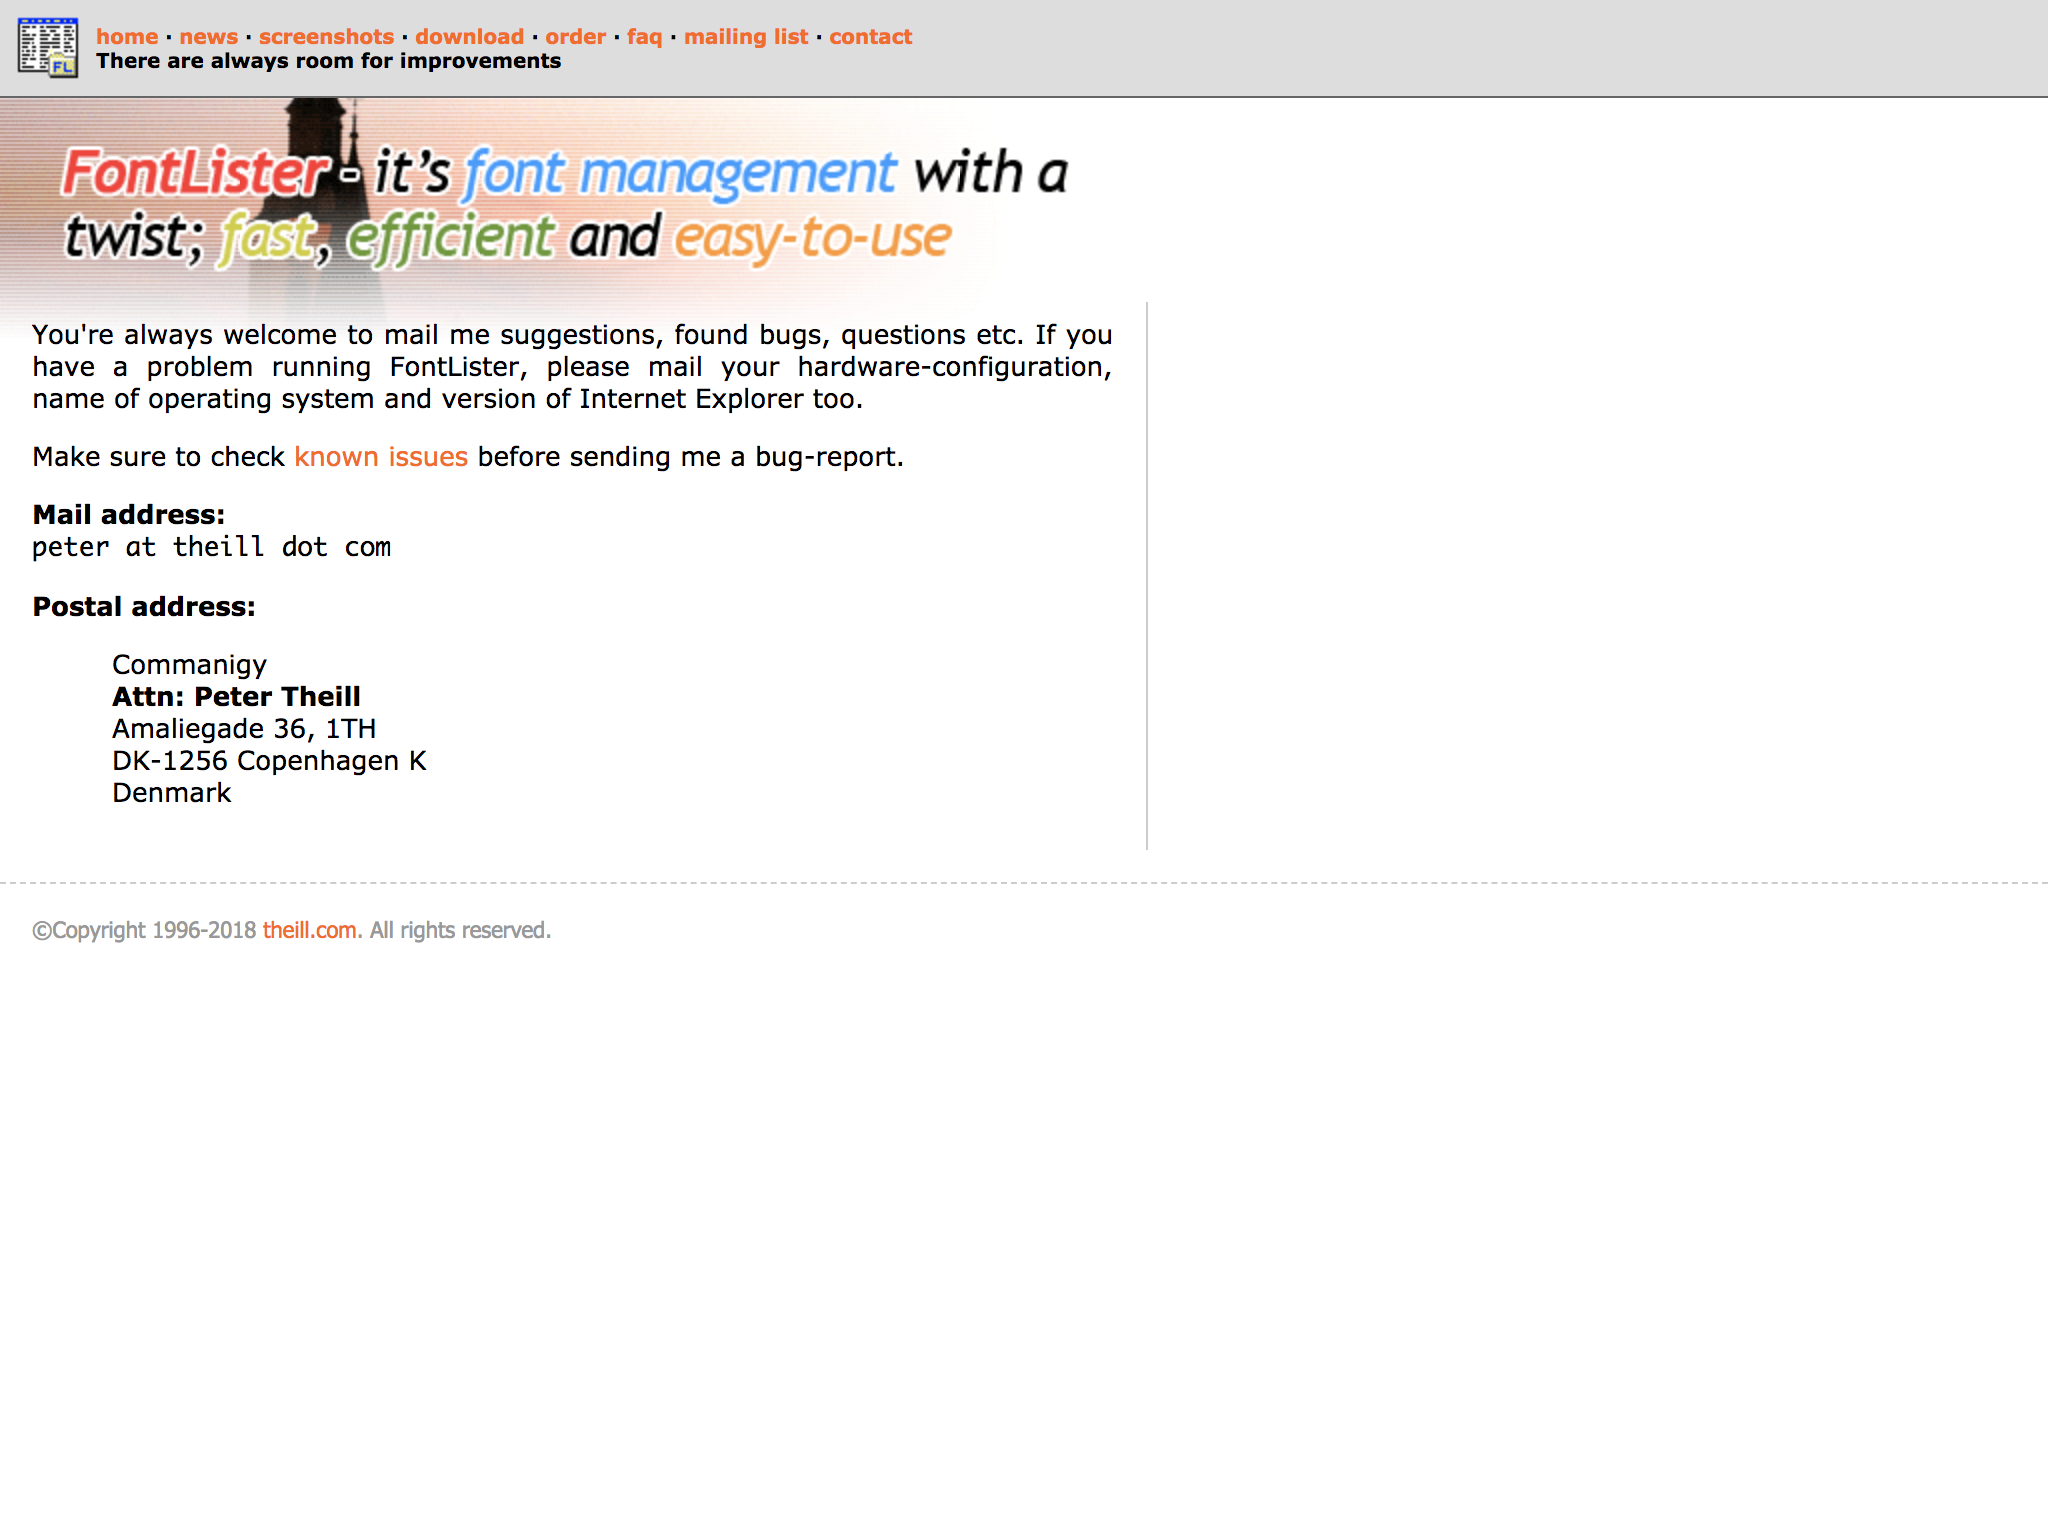 home · news · screenshots · download · order · faq · mailing list · contact
There are always room for improvements
FL
FontLister - it's font management with a
twist; fast, efficient and easy-to-use
You're always welcome to mail me suggestions, found bugs, questions etc. If you
have a problem running FontLister, please mail your hardware-configuration,
name of operating system and version of Internet Explorer too.
Make sure to check known issues before sending me a bug-report.
Mail address:
peter at theill dot com
Postal address:
Commanigy
Attn: Peter Theill
Amaliegade 36, 1TH
DK-1256 Copenhagen K
Denmark
©Copyright 1996-2018 theill.com. All rights reserved.